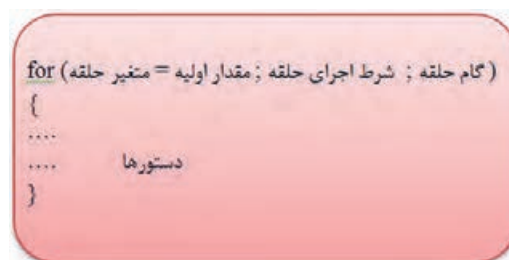 for (متغیر حلقه = مقدار اولیه ; شرط اجرای حلقه ; گام حلقه)
{
....
.... دستورها
}